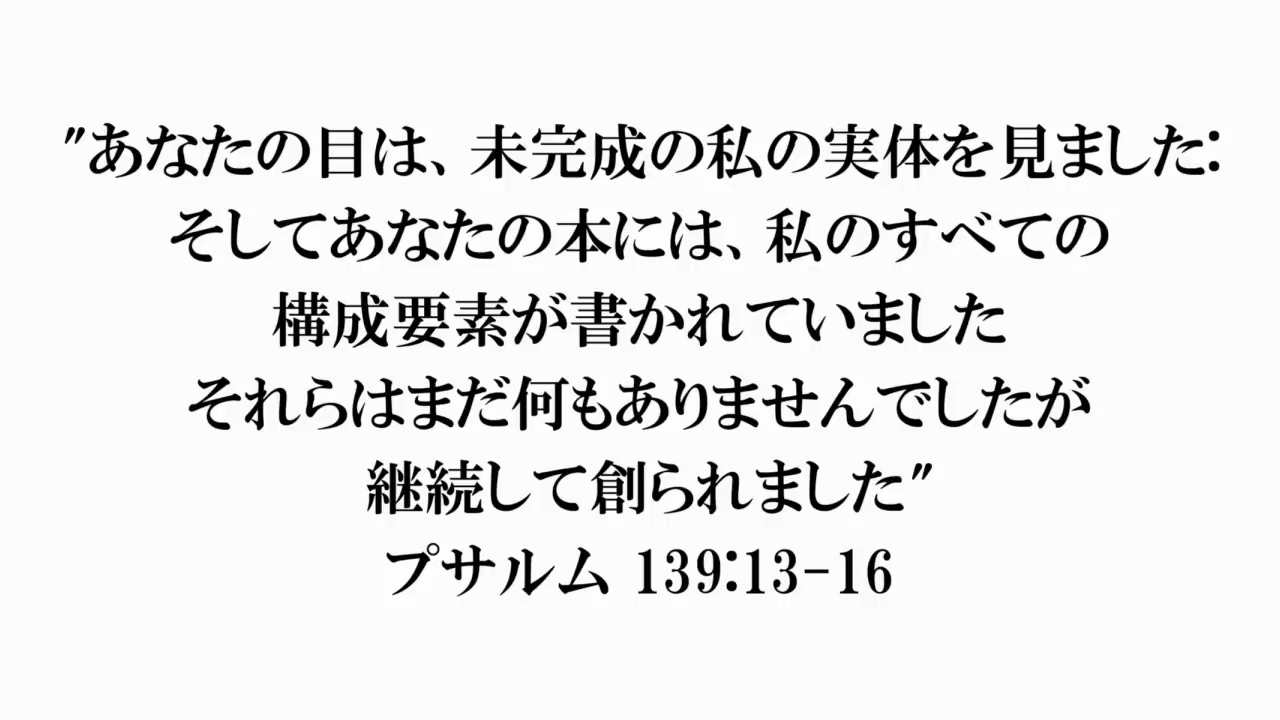 "あなたの目は、未完成の私の実体を見ました:
そしてあなたの本には、私のすべての
構成要素が書かれていました
それらはまだ何もありませんでしたが
継続して創られました"
プサルム 139:13-16